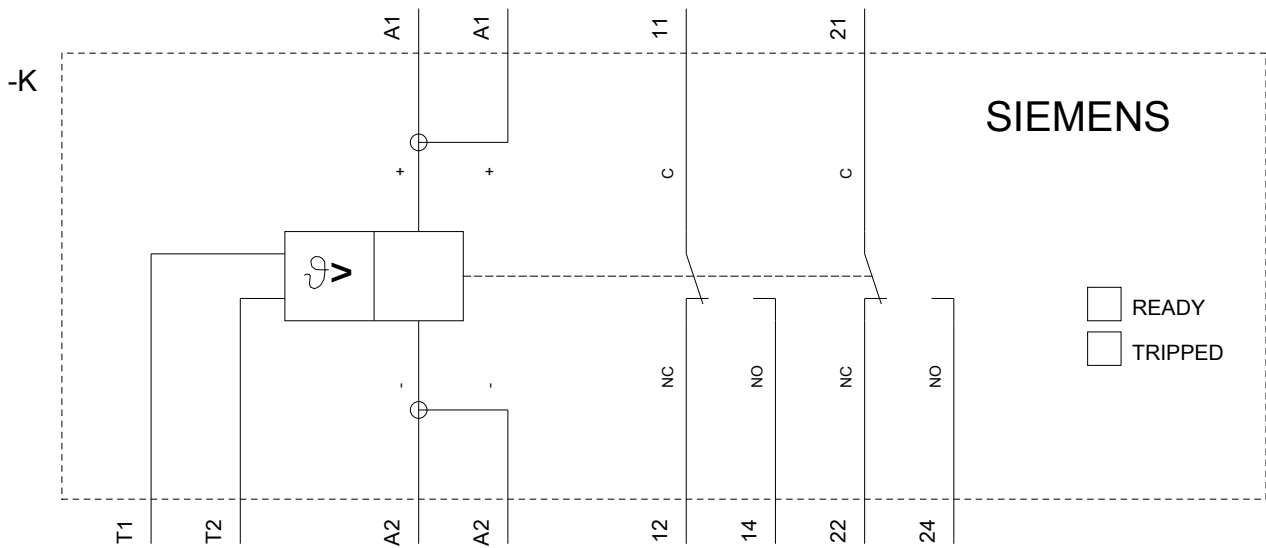 A1
A1
11
21
-K
SIEMENS
+
+
C
C
ϑ>
READY
TRIPPED
-
-
NC
NO
NC
NO
T1
T2
A2
A2
12
14
22
24